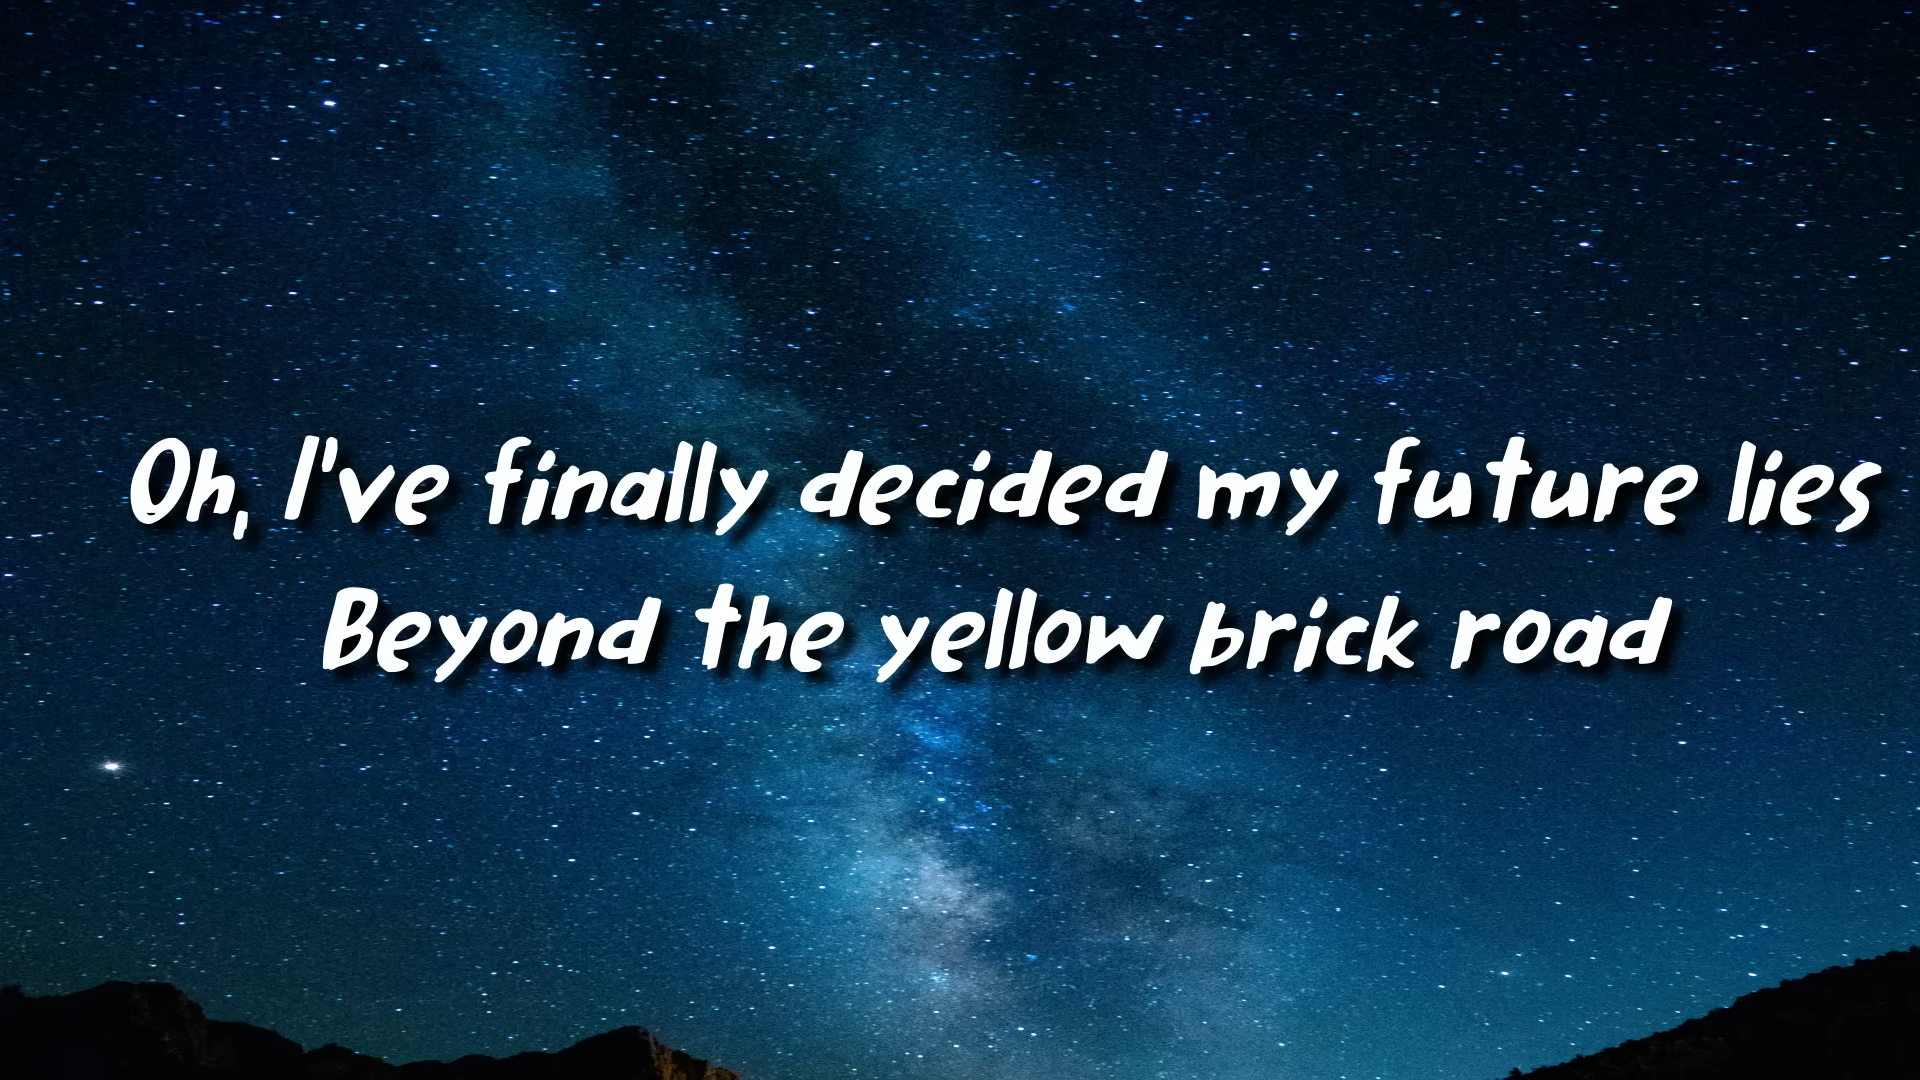 Oh, I've finally decided my future lies
Beyond the yellow brick road